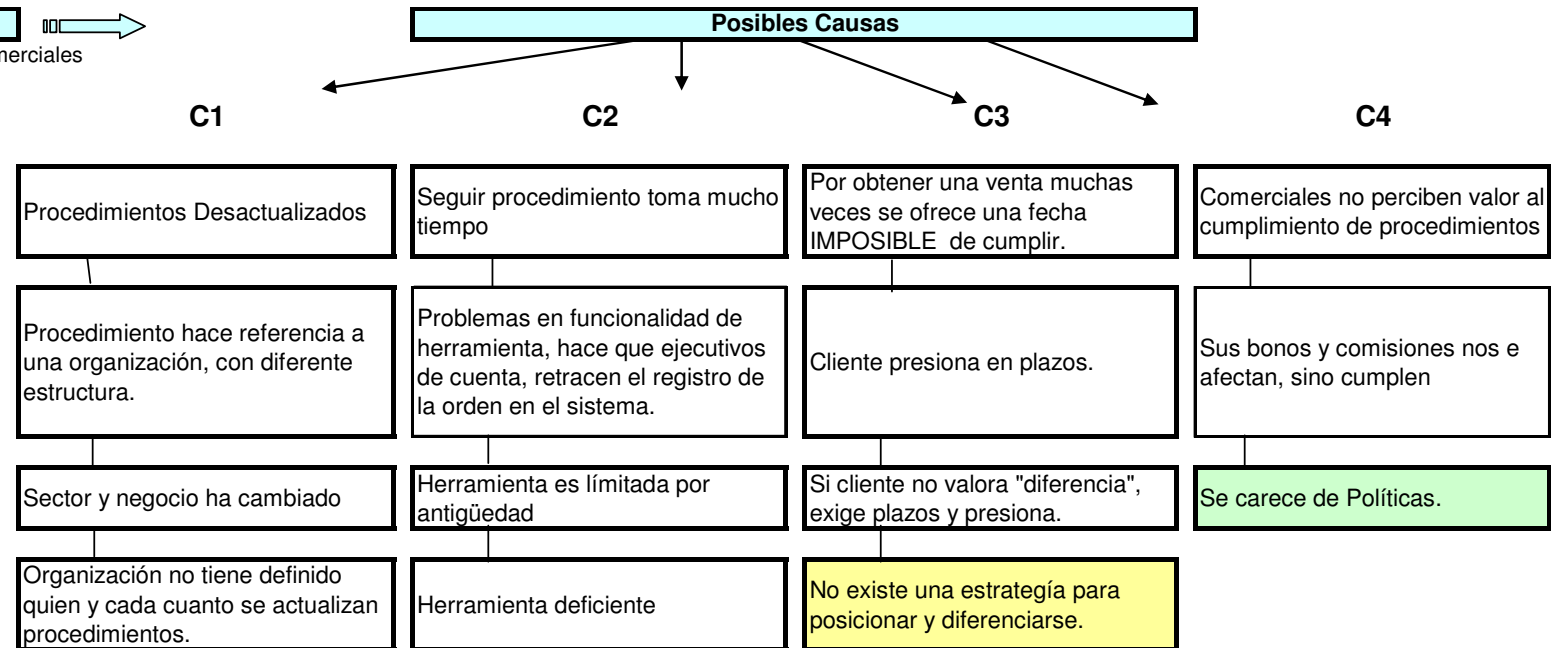 Posibles Causas
merciales
C1
C2
C3
C4
Procedimientos Desactualizados
Seguir procedimiento toma mucho
tiempo
Por obtener una venta muchas
veces se ofrece una fecha
IMPOSIBLE de cumplir.
Comerciales no perciben valor al
cumplimiento de procedimientos
Procedimiento hace referencia a
una organización, con diferente
estructura.
Problemas en funcionalidad de
herramienta, hace que ejecutivos
de cuenta, retracen el registro de
la orden en el sistema.
Cliente presiona en plazos.
Sus bonos y comisiones nos e
afectan, sino cumplen
Sector y negocio ha cambiado
Herramienta es límitada por
antigüedad
Si cliente no valora "diferencia",
exige plazos y presiona.
Se carece de Políticas.
Organización no tiene definido
quien y cada cuanto se actualizan
procedimientos.
Herramienta deficiente
No existe una estrategía para
posicionar y diferenciarse.